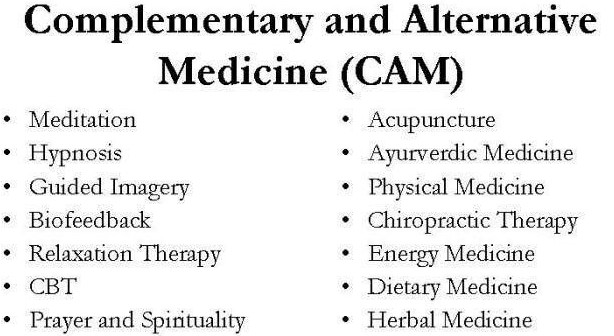 Complementary and Alternative
Medicine (CAM)
• Meditation
• Hypnosis
• Guided Imagery
• Biofeedback
• Relaxation Therapy
• CBT
• Prayer and Spirituality
• Acupuncture
• Ayurverdic Medicine
• Physical Medicine
• Chiropractic Therapy
• Energy Medicine
• Dietary Medicine
• Herbal Medicine